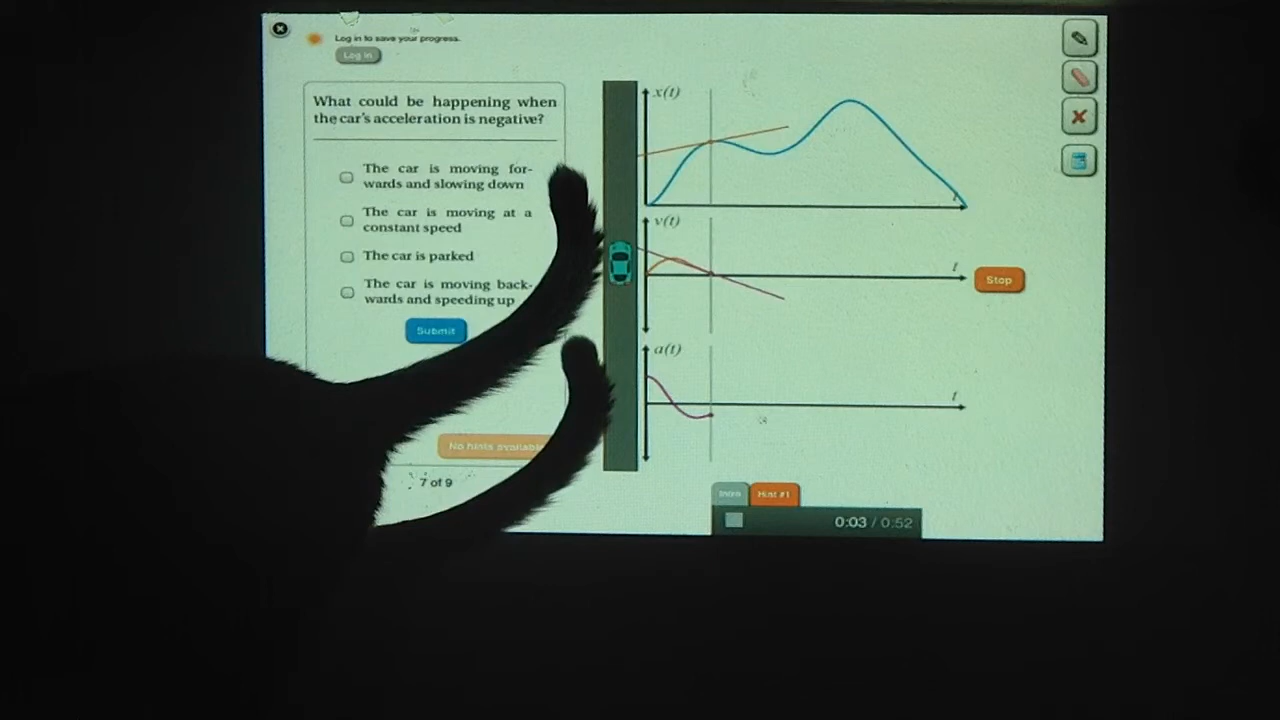 Log in to save your progress.
Log in
What could be happening when
the car's acceleration is negative?
The car is moving for-
wards and slowing down
The car is moving at a
constant speed
The car is parked
The car is moving back-
wards and speeding up
Submit
No hints available
7 of 9
x(t)
t
v(t)
t
Stop
a(t)
t
Intro
Hint #1
0:03 / 0:52